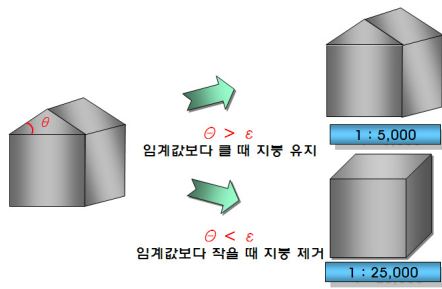 θ
Θ > ε
임계값보다 클 때 지붕 유지
1 : 5,000
Θ < ε
임계값보다 작을 때 지붕 제거
1 : 25,000